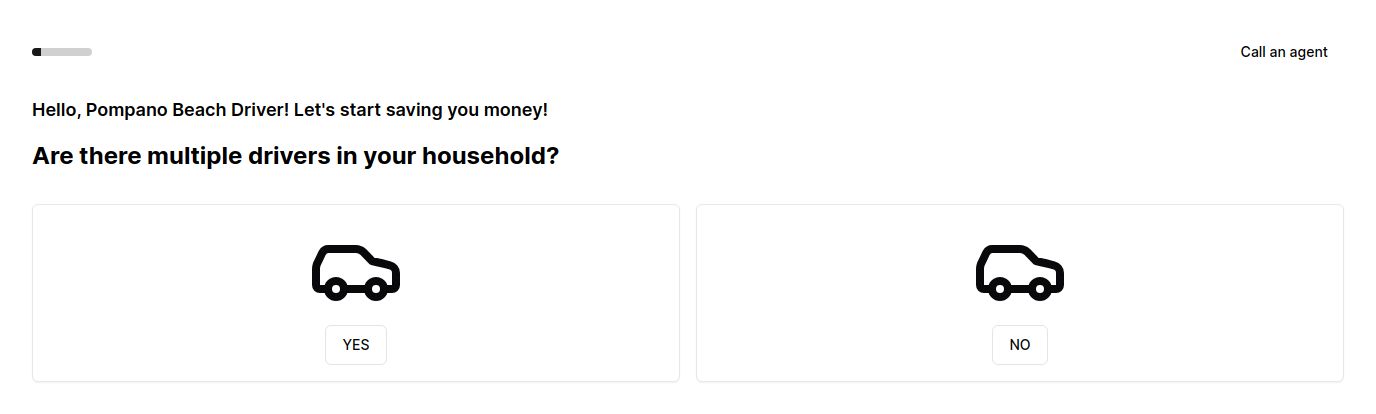 Call an agent
Hello, Pompano Beach Driver! Let's start saving you money!
Are there multiple drivers in your household?
YES
NO